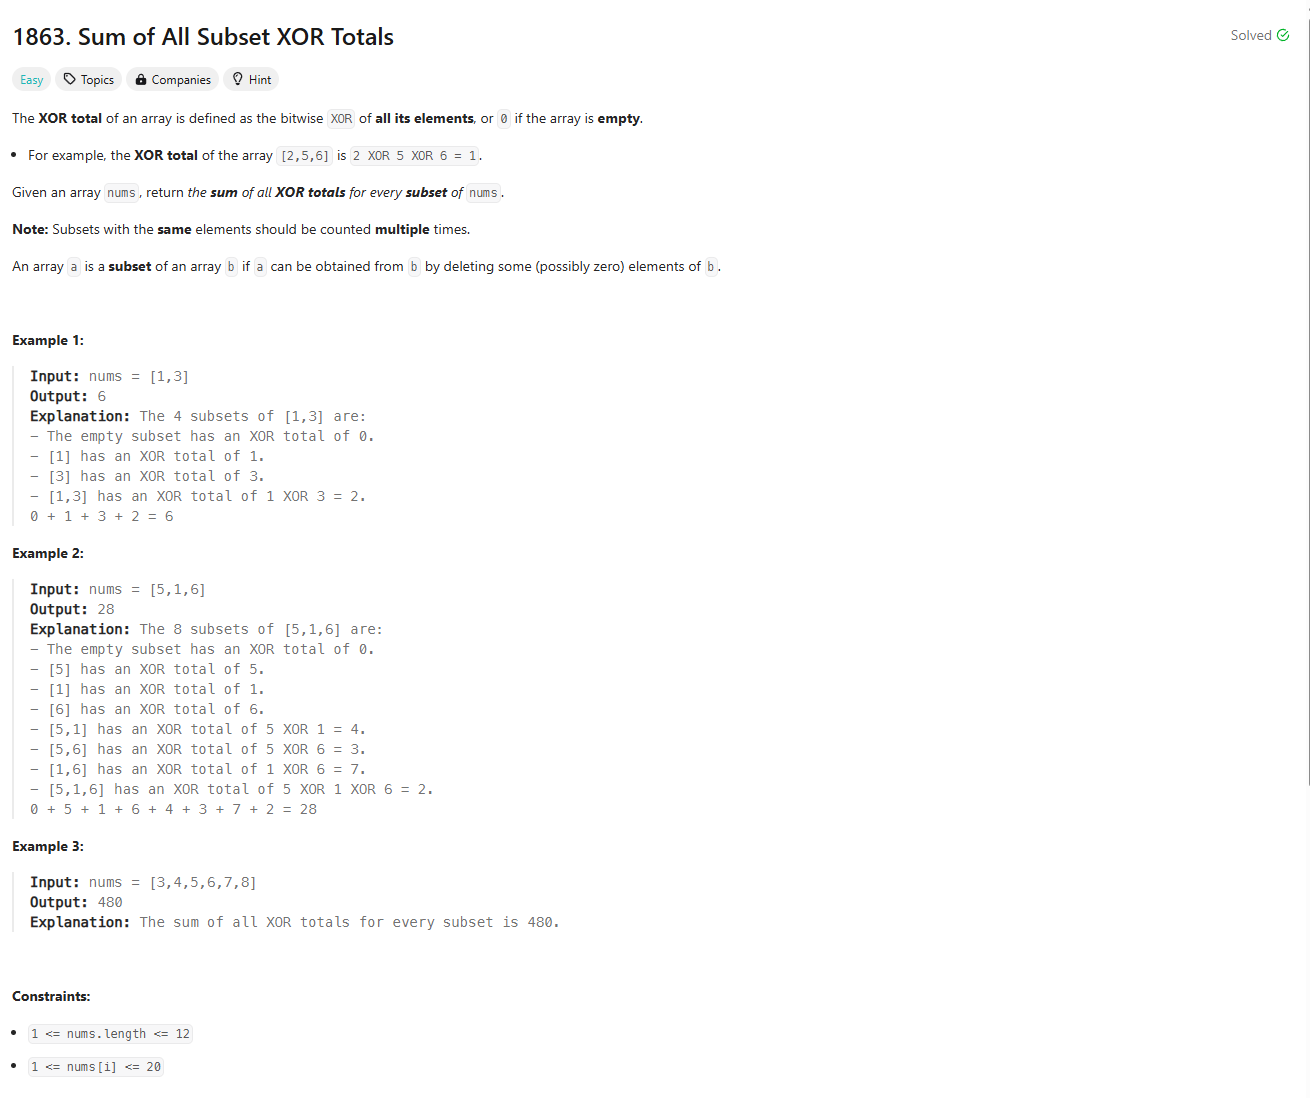 1863. Sum of All Subset XOR Totals
Solved
Easy Topics Companies Hint
The XOR total of an array is defined as the bitwise XOR of all its elements, or 0 if the array is empty.
• For example, the XOR total of the array [2,5,6] is 2 XOR 5 XOR 6 = 1.
Given an array nums, return the sum of all XOR totals for every subset of nums.
Note: Subsets with the same elements should be counted multiple times.
An array a is a subset of an array b if a can be obtained from b by deleting some (possibly zero) elements of b.
Example 1:
Input: nums = [1,3]
Output: 6
Explanation: The 4 subsets of [1,3] are:
- The empty subset has an XOR total of 0.
- [1] has an XOR total of 1.
- [3] has an XOR total of 3.
- [1,3] has an XOR total of 1 XOR 3 = 2.
0 + 1 + 3 + 2 = 6
Example 2:
Input: nums = [5,1,6]
Output: 28
Explanation: The 8 subsets of [5,1,6] are:
- The empty subset has an XOR total of 0.
- [5] has an XOR total of 5.
- [1] has an XOR total of 1.
- [6] has an XOR total of 6.
- [5,1] has an XOR total of 5 XOR 1 = 4.
- [5,6] has an XOR total of 5 XOR 6 = 3.
- [1,6] has an XOR total of 1 XOR 6 = 7.
- [5,1,6] has an XOR total of 5 XOR 1 XOR 6 = 2.
0 + 5 + 1 + 6 + 4 + 3 + 7 + 2 = 28
Example 3:
Input: nums = [3,4,5,6,7,8]
Output: 480
Explanation: The sum of all XOR totals for every subset is 480.
Constraints:
• 1 <= nums.length <= 12
• 1 <= nums[i] <= 20